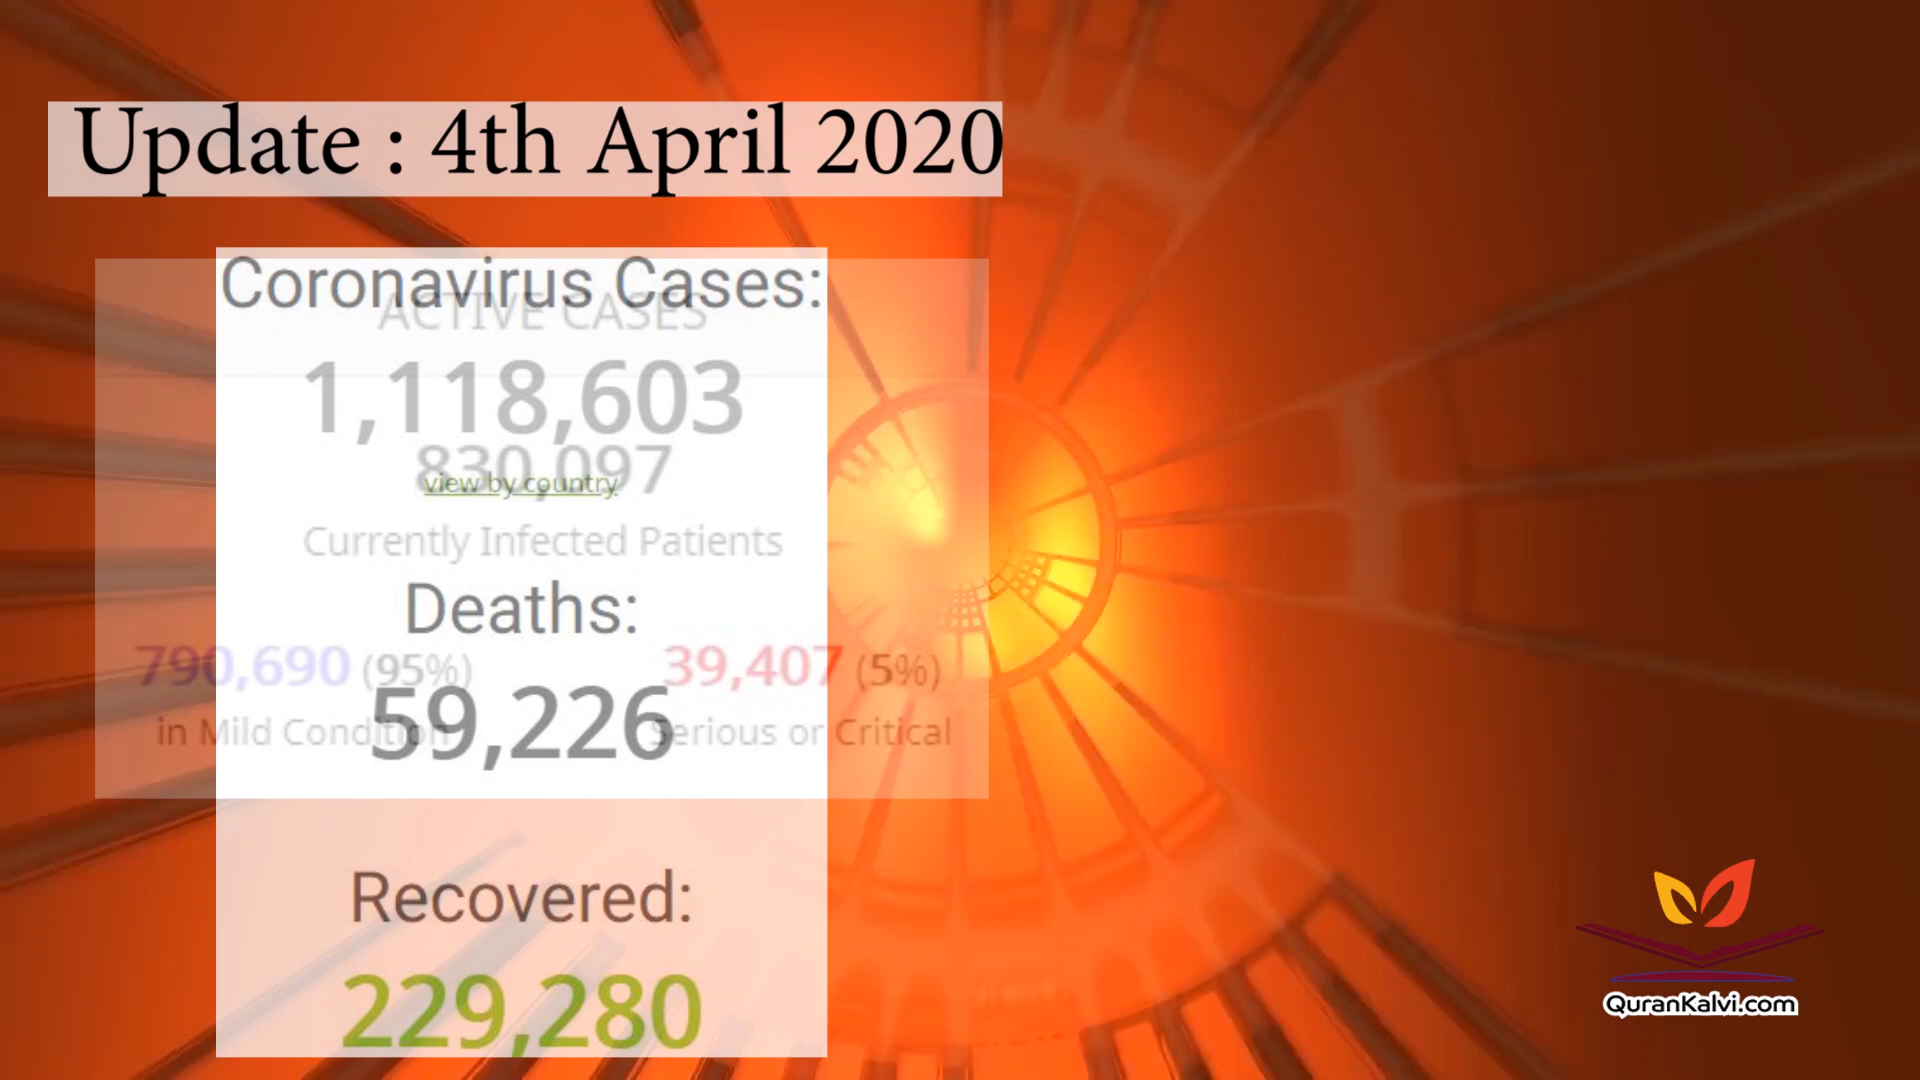 Update : 4th April 2020
Coronavirus Cases:
ACTIVE CASES
1,118,603
830,097
view by country
Currently Infected Patients
Deaths:
790,690 (95%)
39,407 (5%)
in Mild Condition
59,226
Serious or Critical
Recovered:
229,280
QuranKalvi.com